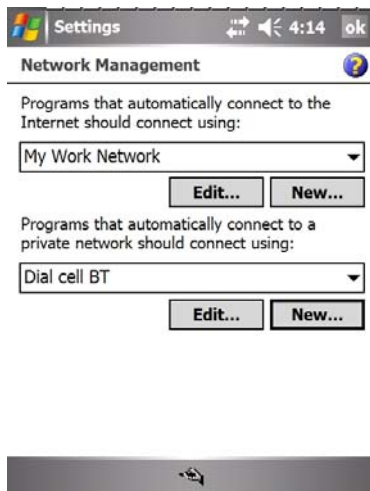 Settings 4:14 ok
Network Management
Programs that automatically connect to the
Internet should connect using:
My Work Network
Edit... New...
Programs that automatically connect to a
private network should connect using:
Dial cell BT
Edit... New...